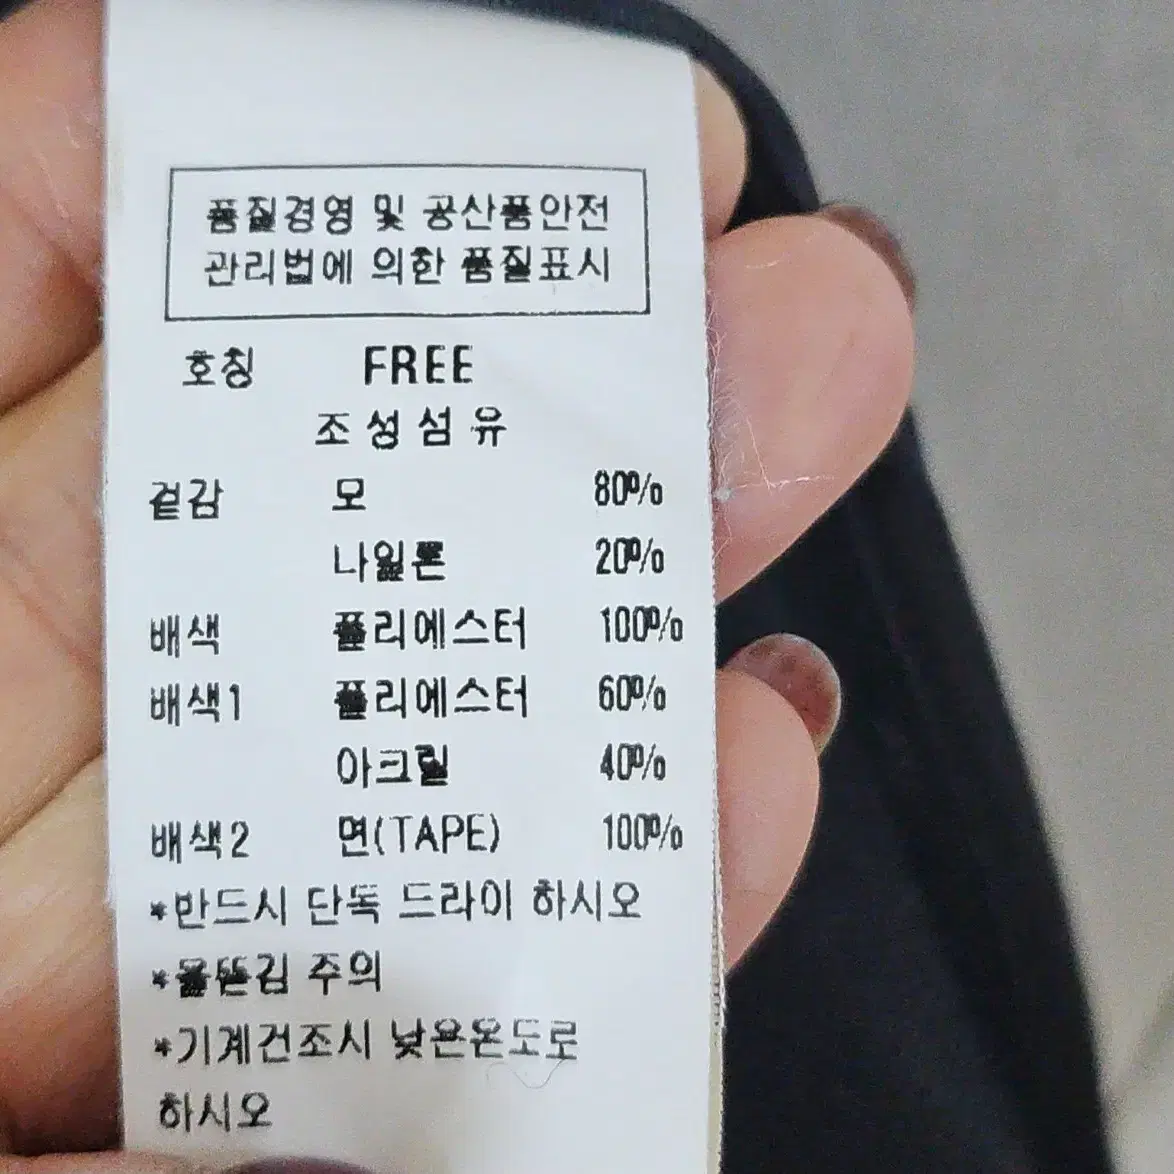 품질경영 및 공산품안전
관리법에 의한 품질표시
호칭 FREE
조성섬유
겉감 모 80%
나일론 20%
배색 폴리에스터 100%
배색1 폴리에스터 60%
아크릴 40%
배색2 면(TAPE) 100%
*반드시 단독 드라이 하시오
*올뜯김 주의
*기계건조시 낮은온도로
하시오